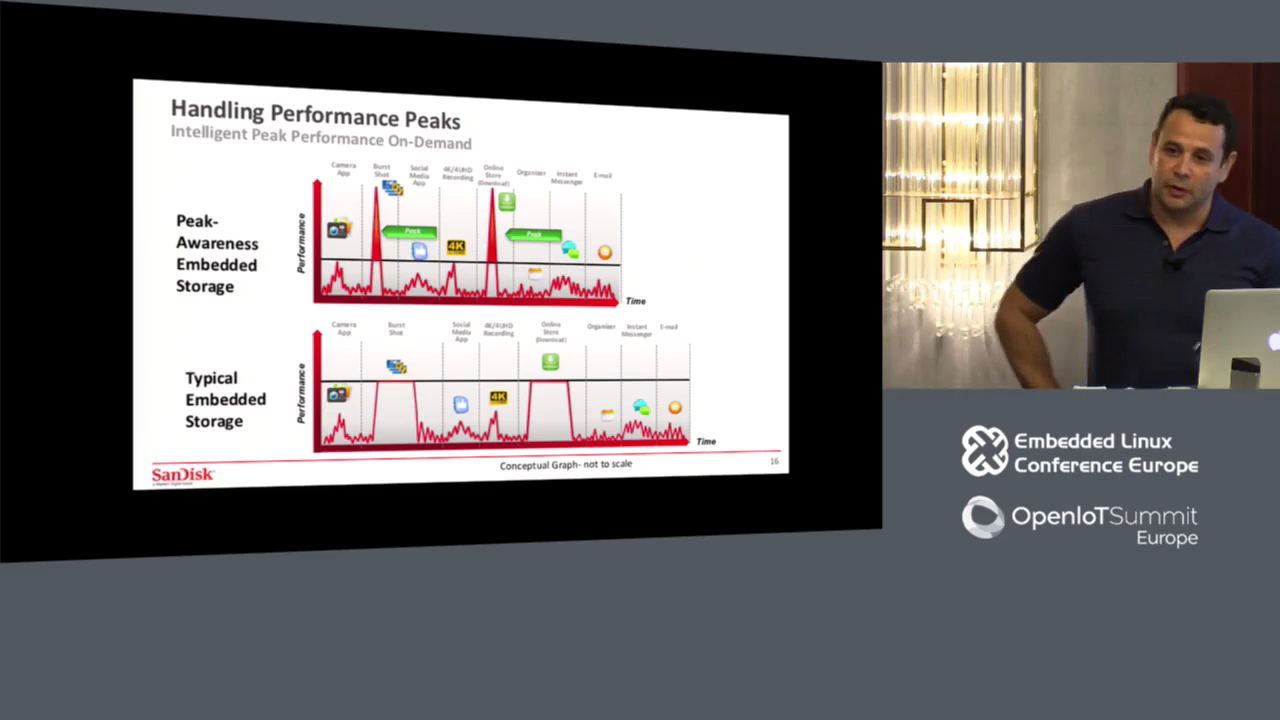 Handling Performance Peaks
Intelligent Peak Performance On-Demand
Peak-
Awareness
Embedded
Storage
Performance
Camera
App
Burst
Shot
Social
Media
App
4K/4UHD
Recording
Online
Store
(Download)
Organizer
Instant
Messenger
E-mail
Peak
4K
Peak
Time
Typical
Embedded
Storage
Performance
Camera
App
Burst
Shot
Social
Media
App
4K/4UHD
Recording
Online
Store
(Download)
Organizer
Instant
Messenger
E-mail
4K
Time
SanDisk
Conceptual Graph- not to scale
16
Embedded Linux
Conference Europe
OpenIoTSummit
Europe